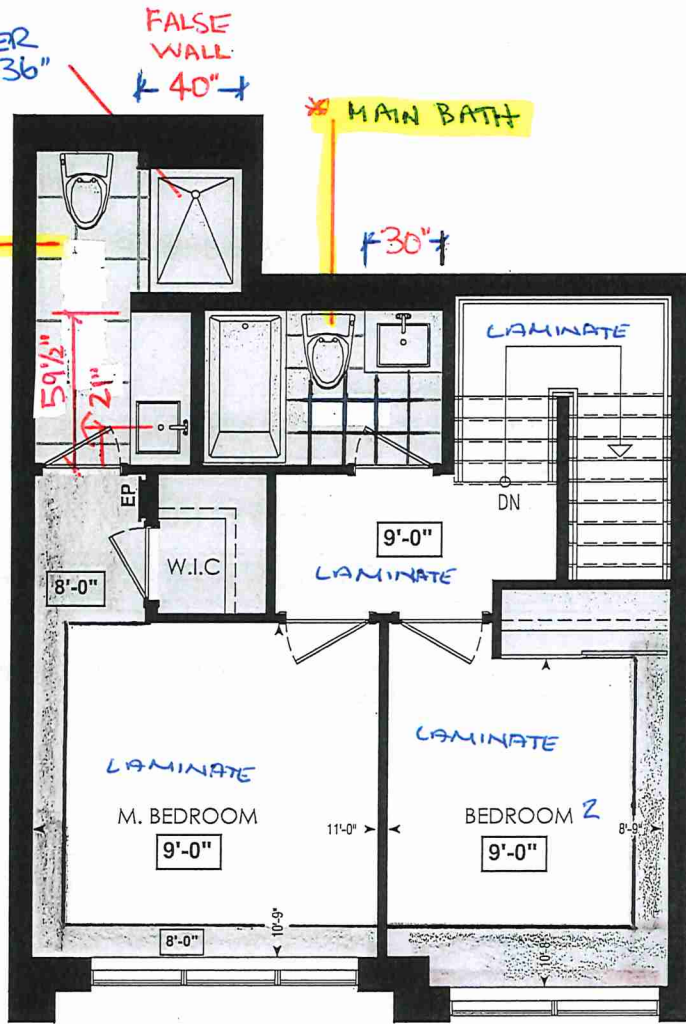 FALSE
WALL
36"
40"
* MAIN BATH
30"
LAMINATE
59½"
21"
DN
EP.
9'-0"
W.I.C
LAMINATE
8'-0"
LAMINATE
LAMINATE
M. BEDROOM
BEDROOM 2
11'-0"
8'-9"
9'-0"
9'-0"
10'-9"
8'-0"
10'-8"